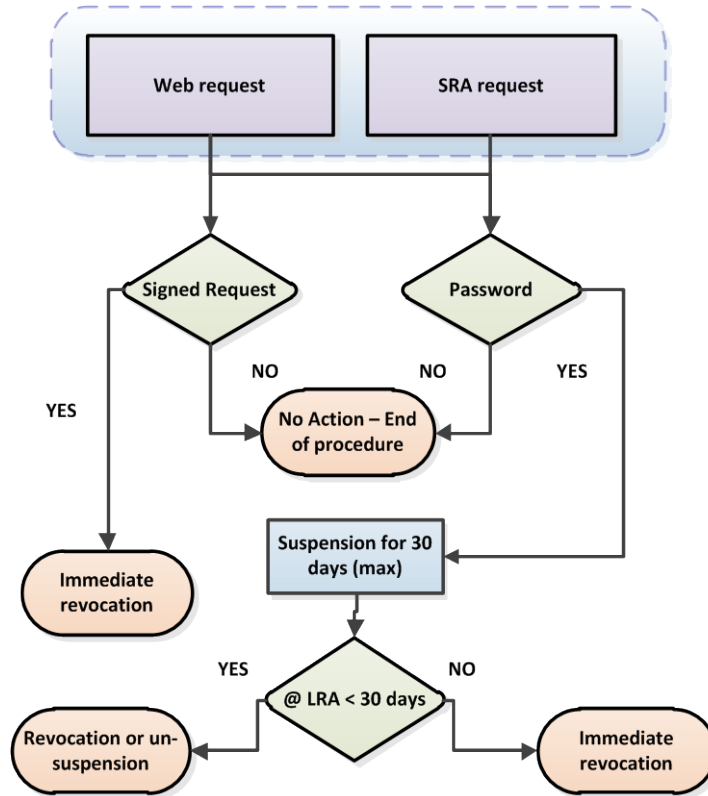 Web request
SRA request
Signed Request
Password
NO
NO
YES
YES
No Action – End
of procedure
Suspension for 30
days (max)
Immediate
revocation
YES
NO
@ LRA < 30 days
Revocation or un-
suspension
Immediate
revocation